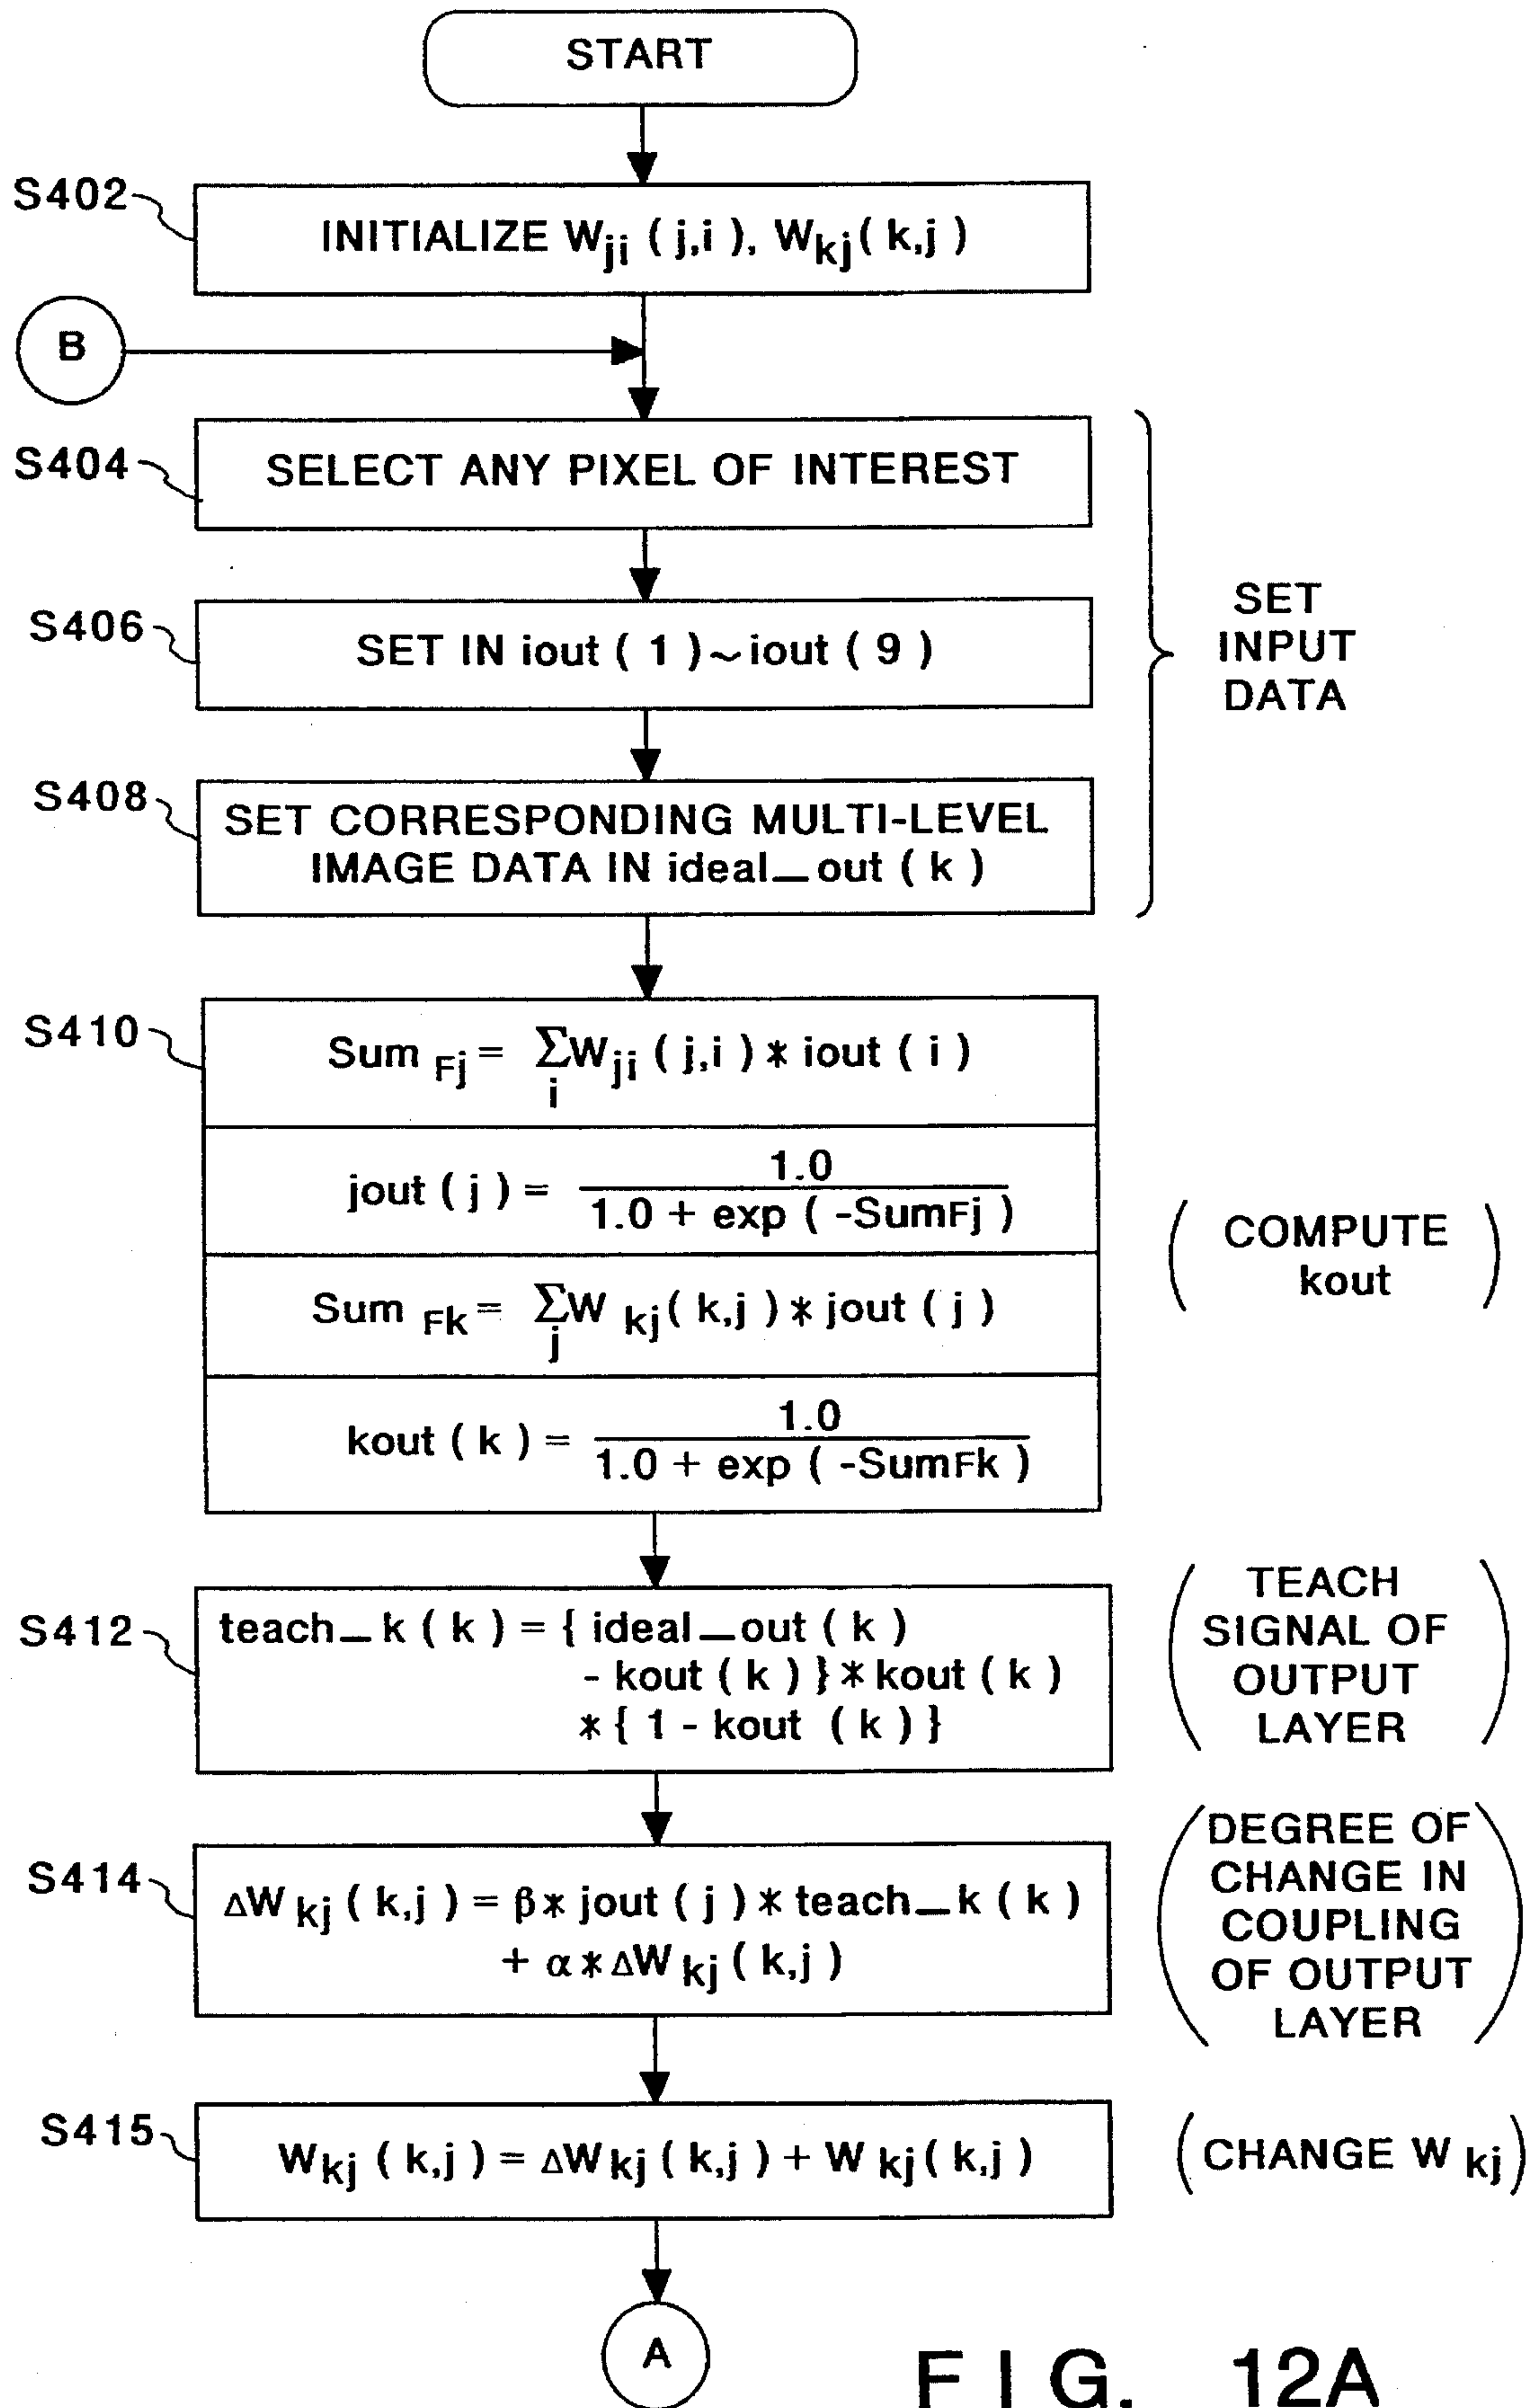 START
S402
INITIALIZE Wji ( j,i ), Wkj ( k,j )
B
S404
SELECT ANY PIXEL OF INTEREST
S406
SET IN iout ( 1 ) ~ iout ( 9 )
S408
SET CORRESPONDING MULTI-LEVEL
IMAGE DATA IN ideal_out ( k )
SET
INPUT
DATA
S410
Sum Fj = Σi Wji ( j,i ) * iout ( i )
jout ( j ) = 1.0 / 1.0 + exp ( -SumFj )
Sum Fk = Σj W kj ( k,j ) * jout ( j )
kout ( k ) = 1.0 / 1.0 + exp ( -SumFk )
( COMPUTE
kout )
S412
teach_k ( k ) = { ideal_out ( k )
- kout ( k ) } * kout ( k )
* { 1 - kout ( k ) }
( TEACH
SIGNAL OF
OUTPUT
LAYER )
S414
ΔW kj ( k,j ) = β * jout ( j ) * teach_k ( k )
+ α * ΔW kj ( k,j )
( DEGREE OF
CHANGE IN
COUPLING
OF OUTPUT
LAYER )
S415
Wkj ( k,j ) = ΔWkj ( k,j ) + W kj ( k,j )
( CHANGE W kj )
A
FIG. 12A